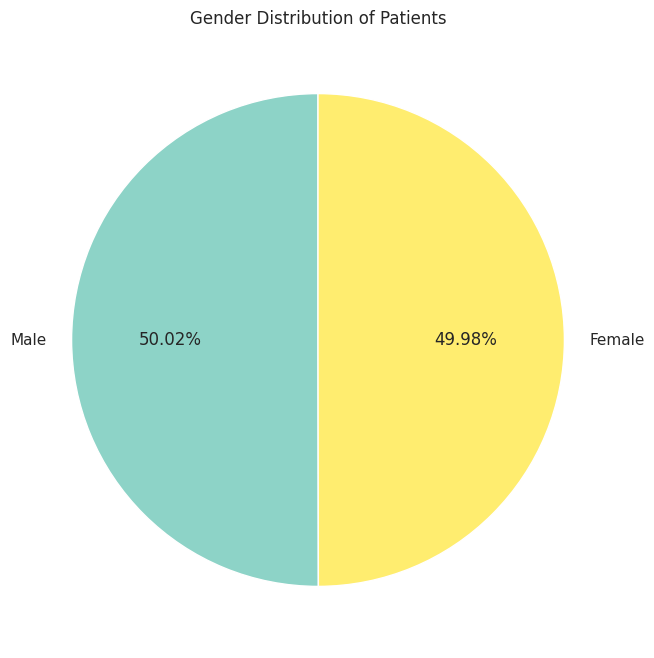 Gender Distribution of Patients
Male
50.02%
49.98%
Female